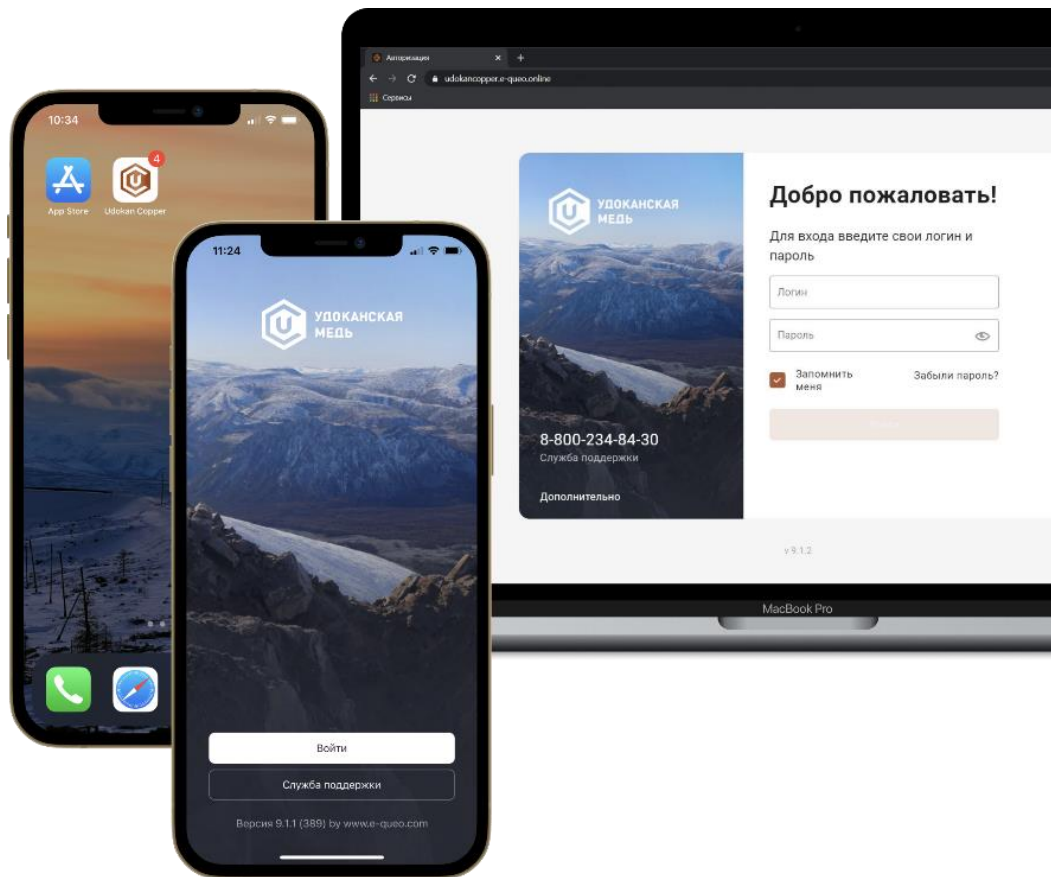 10:34
App Store
4
Udokan Copper
11:24
УДОКАНСКАЯ
МЕДЬ
Войти
Служба поддержки
Версия 9.1.1 (389) by www.e-queo.com
Авторизация
udokancopper.e-queo.online
Сервисы
УДОКАНСКАЯ
МЕДЬ
8-800-234-84-30
Служба поддержки
Дополнительно
Добро пожаловать!
Для входа введите свои логин и
пароль
Логин
Пароль
Запомнить
меня
Забыли пароль?
v 9.1.2
MacBook Pro